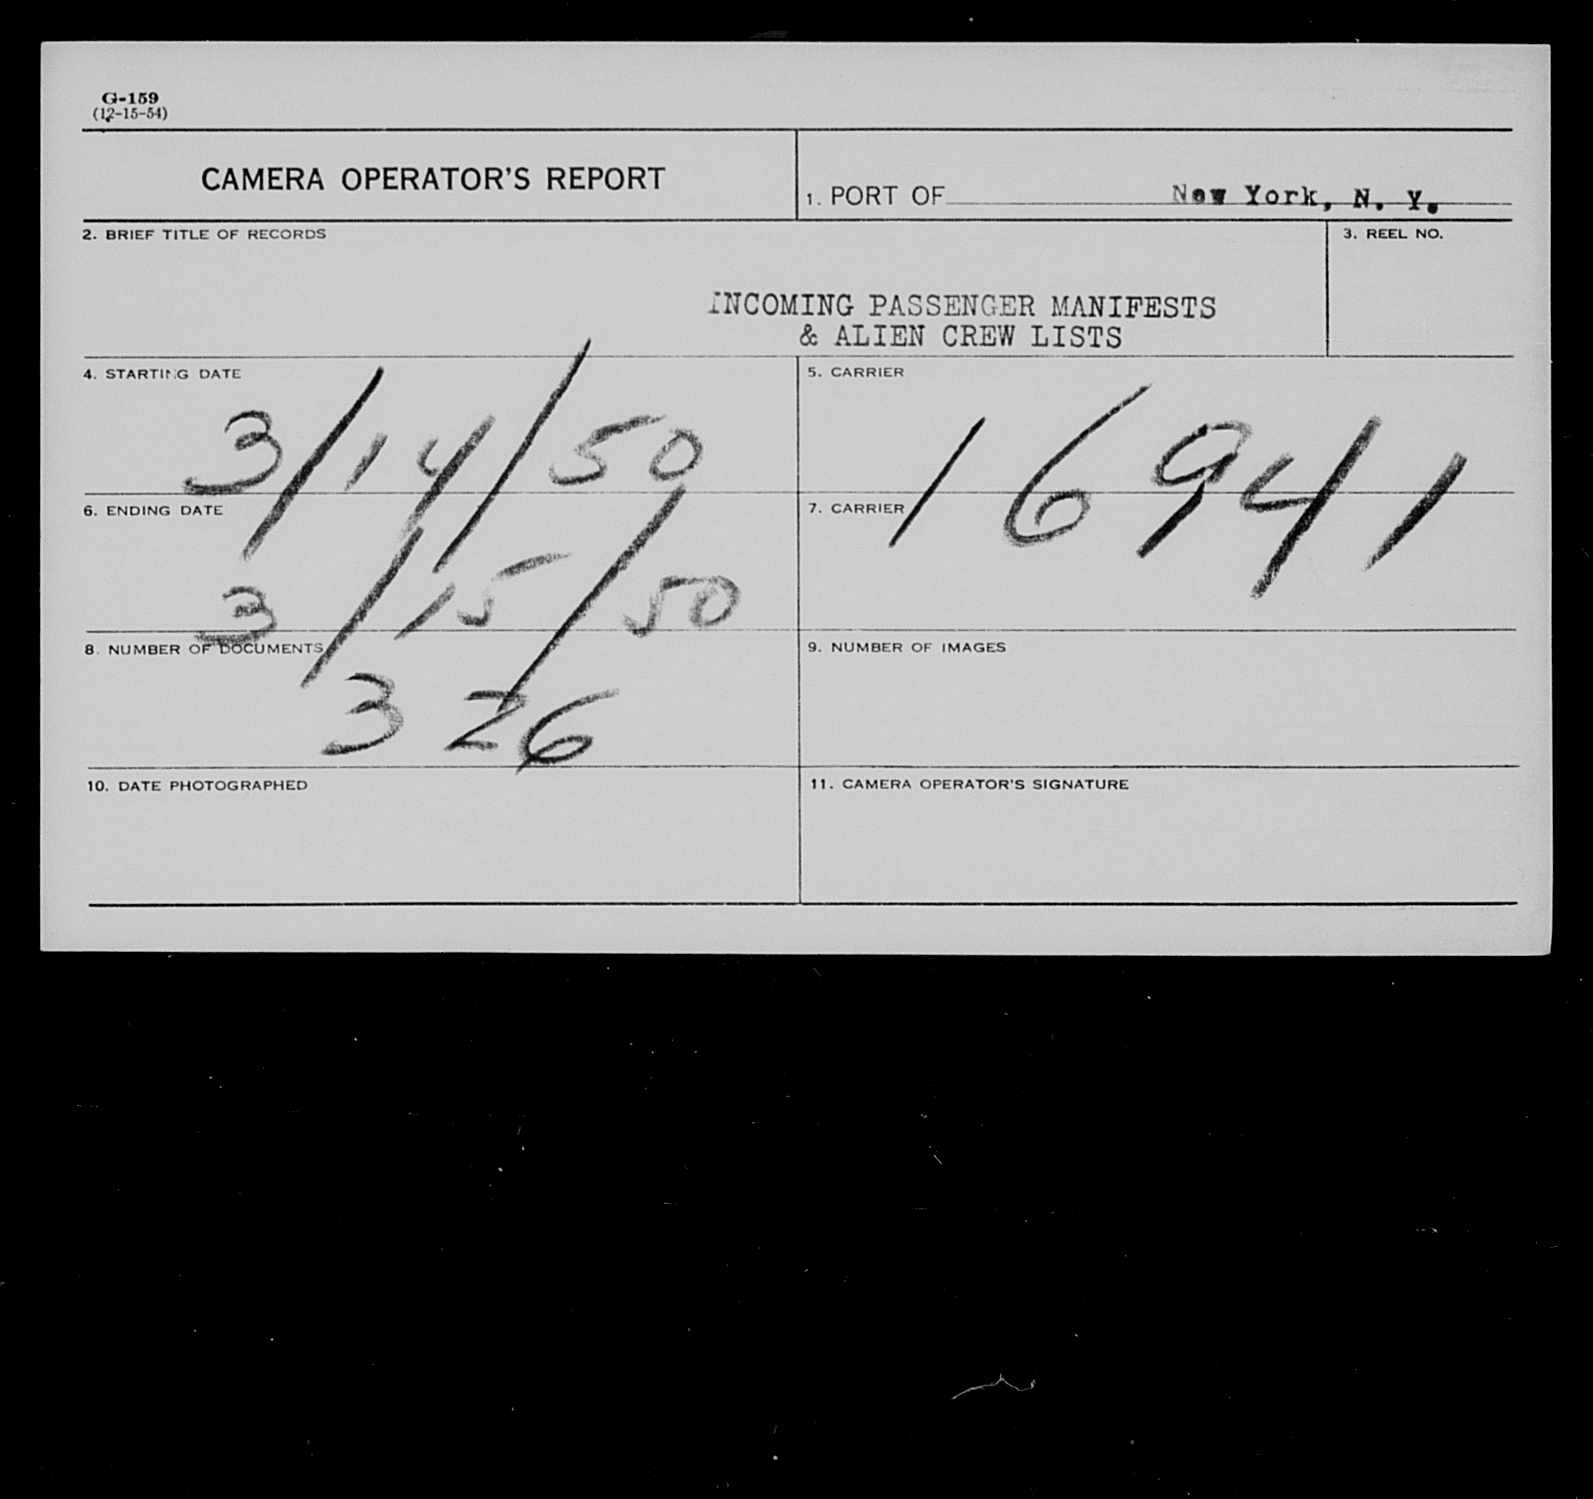 G-159
(12-15-54)
CAMERA OPERATOR'S REPORT
1. PORT OF New York, N. Y.
2. BRIEF TITLE OF RECORDS
INCOMING PASSENGER MANIFESTS
& ALIEN CREW LISTS
3. REEL NO.
4. STARTING DATE
3/14/50
5. CARRIER
16941
6. ENDING DATE
3/15/50
7. CARRIER
8. NUMBER OF DOCUMENTS
326
9. NUMBER OF IMAGES
10. DATE PHOTOGRAPHED
11. CAMERA OPERATOR'S SIGNATURE